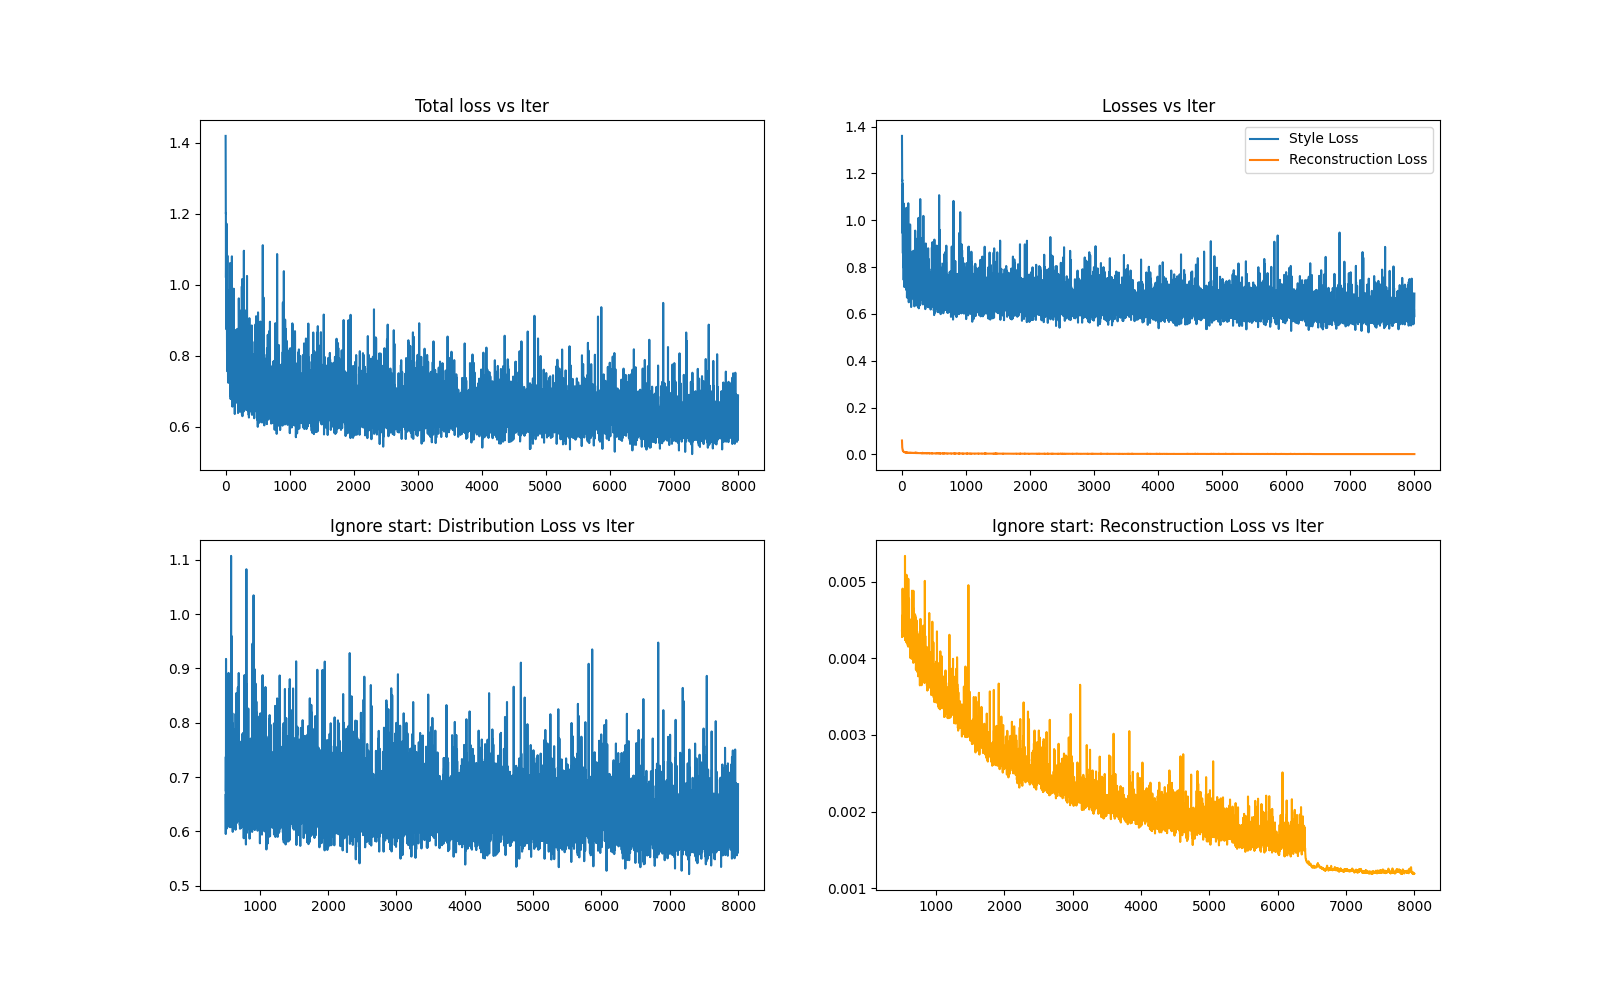 Total loss vs Iter
1.4
1.2
1.0
0.8
0.6
0 1000 2000 3000 4000 5000 6000 7000 8000
Losses vs Iter
Style Loss
Reconstruction Loss
1.4
1.2
1.0
0.8
0.6
0.4
0.2
0.0
0 1000 2000 3000 4000 5000 6000 7000 8000
Ignore start: Distribution Loss vs Iter
1.1
1.0
0.9
0.8
0.7
0.6
0.5
1000 2000 3000 4000 5000 6000 7000 8000
Ignore start: Reconstruction Loss vs Iter
0.005
0.004
0.003
0.002
0.001
1000 2000 3000 4000 5000 6000 7000 8000